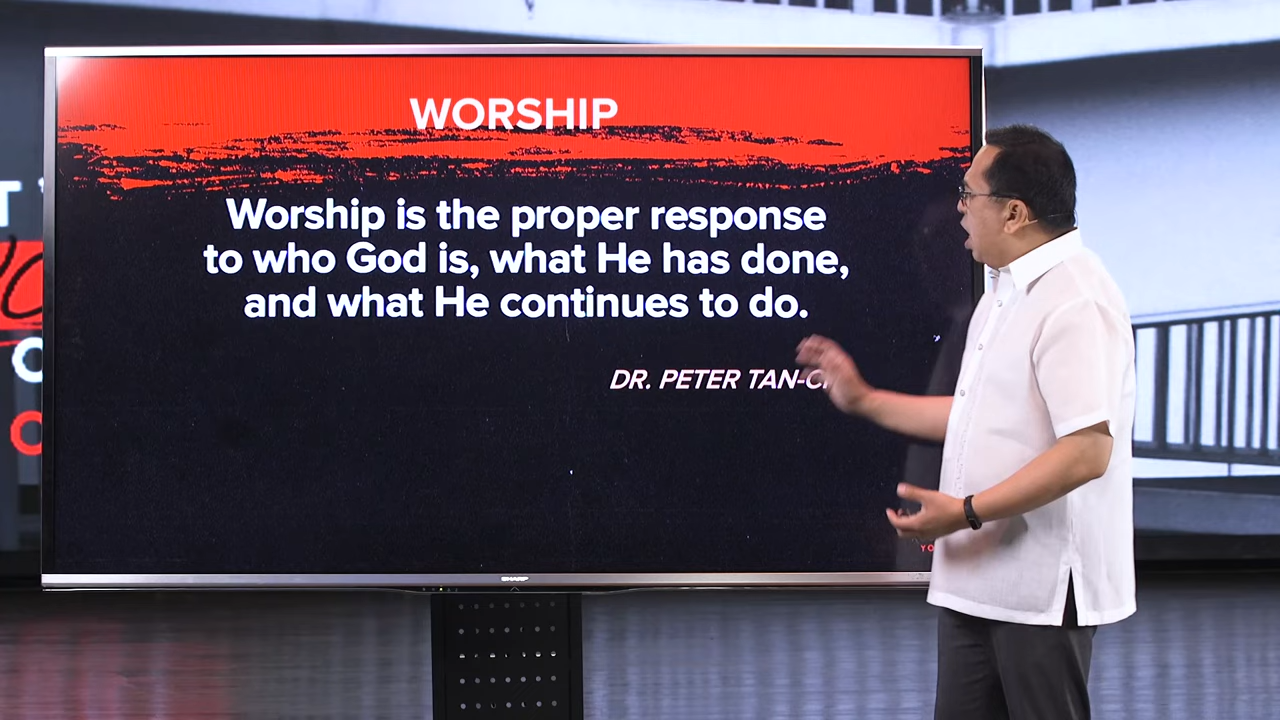 WORSHIP
Worship is the proper response
to who God is, what He has done,
and what He continues to do.
DR. PETER TAN-
SHARP
YO